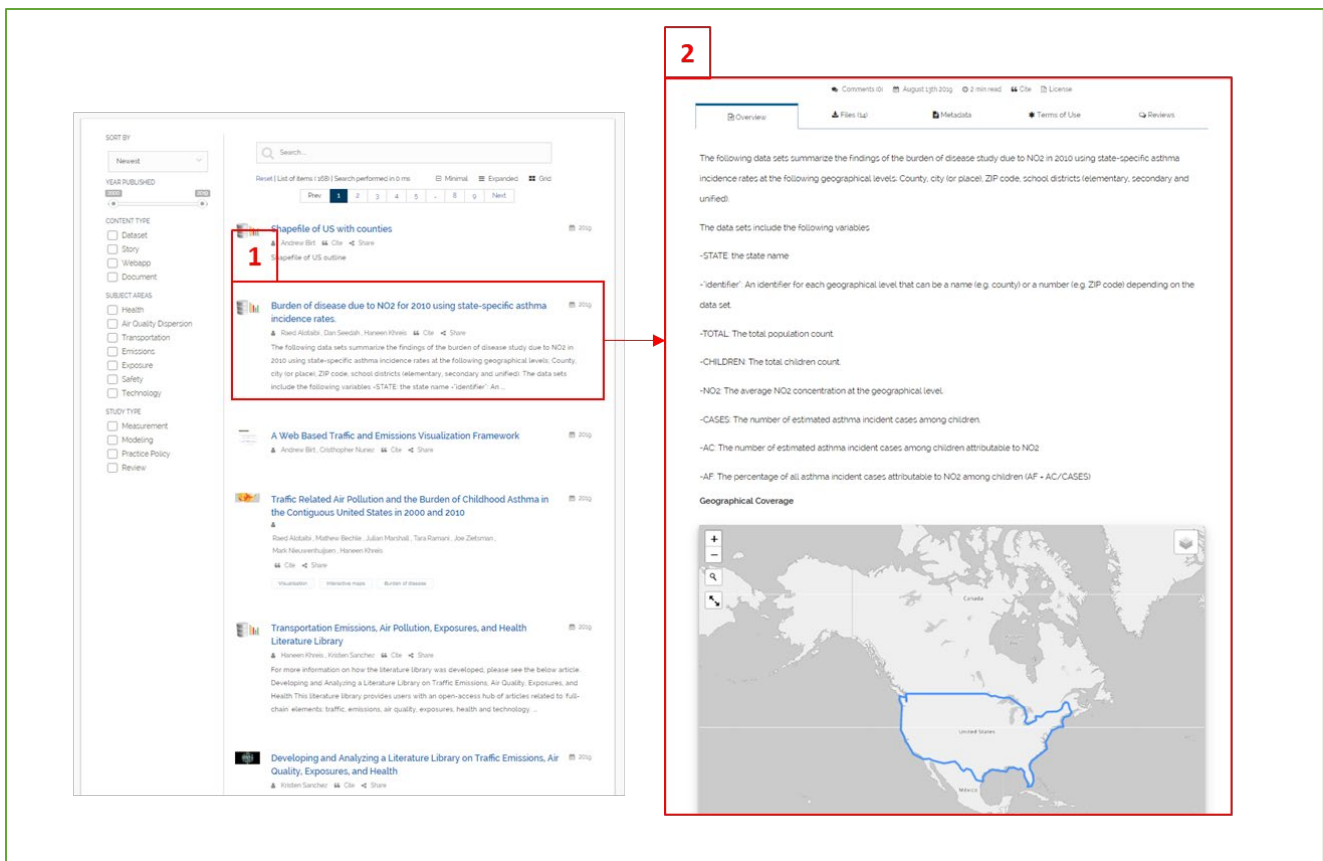 SORT BY
Newest
YEAR PUBLISHED
CONTENT TYPE
Dataset
Story
Webapp
Document
SUBJECT AREAS
Health
Air Quality Dispersion
Transportation
Emissions
Exposure
Safety
Technology
STUDY TYPE
Measurement
Modeling
Practice Policy
Review
Search...
Reset | List of items (168) | Search performed in 0 ms Minimal Expanded Grid
Prev 1 2 3 4 5 .. 8 9 Next
Shapefile of US with counties 2019
Andrew Birt Cite Share
Shapefile of US outline
1
Burden of disease due to NO2 for 2010 using state-specific asthma 2019
incidence rates.
Raed Alotaibi , Dan Seedah , Haneen Khreis Cite Share
The following data sets summarize the findings of the burden of disease study due to NO2 in
2010 using state-specific asthma incidence rates at the following geographical levels: County,
city (or place), ZIP code, school districts (elementary, secondary and unified): The data sets
include the following variables -STATE: the state name -"identifier": An ...
A Web Based Traffic and Emissions Visualization Framework 2019
Andrew Birt , Cristhopher Nunez Cite Share
Traffic Related Air Pollution and the Burden of Childhood Asthma in 2019
the Contiguous United States in 2000 and 2010
Raed Alotaibi , Mathew Bechle , Julian Marshall , Tara Ramani , Joe Zietsman ,
Mark Nieuwenhuijsen , Haneen Khreis
Cite Share
Visualisation Interactive maps Burden of disease
Transportation Emissions, Air Pollution, Exposures, and Health 2019
Literature Library
Haneen Khreis , Kristen Sanchez Cite Share
For more information on how the literature library was developed, please see the below article.
Developing and Analyzing a Literature Library on Traffic Emissions, Air Quality, Exposures, and
Health This literature library provides users with an open-access hub of articles related to 'full-
chain' elements: traffic, emissions, air quality, exposures, health and technology. ...
Developing and Analyzing a Literature Library on Traffic Emissions, Air 2019
Quality, Exposures, and Health
Kristen Sanchez Cite Share
2
Comments (0) August 13th 2019 2 min read Cite License
Overview Files (14) Metadata Terms of Use Reviews
The following data sets summarize the findings of the burden of disease study due to NO2 in 2010 using state-specific asthma
incidence rates at the following geographical levels: County, city (or place), ZIP code, school districts (elementary, secondary and
unified):
The data sets include the following variables
-STATE: the state name
-"identifier": An identifier for each geographical level that can be a name (e.g. county) or a number (e.g. ZIP code) depending on the
data set.
-TOTAL: The total population count.
-CHILDREN: The total children count.
-NO2: The average NO2 concentration at the geographical level.
-CASES: The number of estimated asthma incident cases among children.
-AC: The number of estimated asthma incident cases among children attributable to NO2
-AF: The percentage of all asthma incident cases attributable to NO2 among children (AF = AC/CASES)
Geographical Coverage
+
−
Canada
United States
México